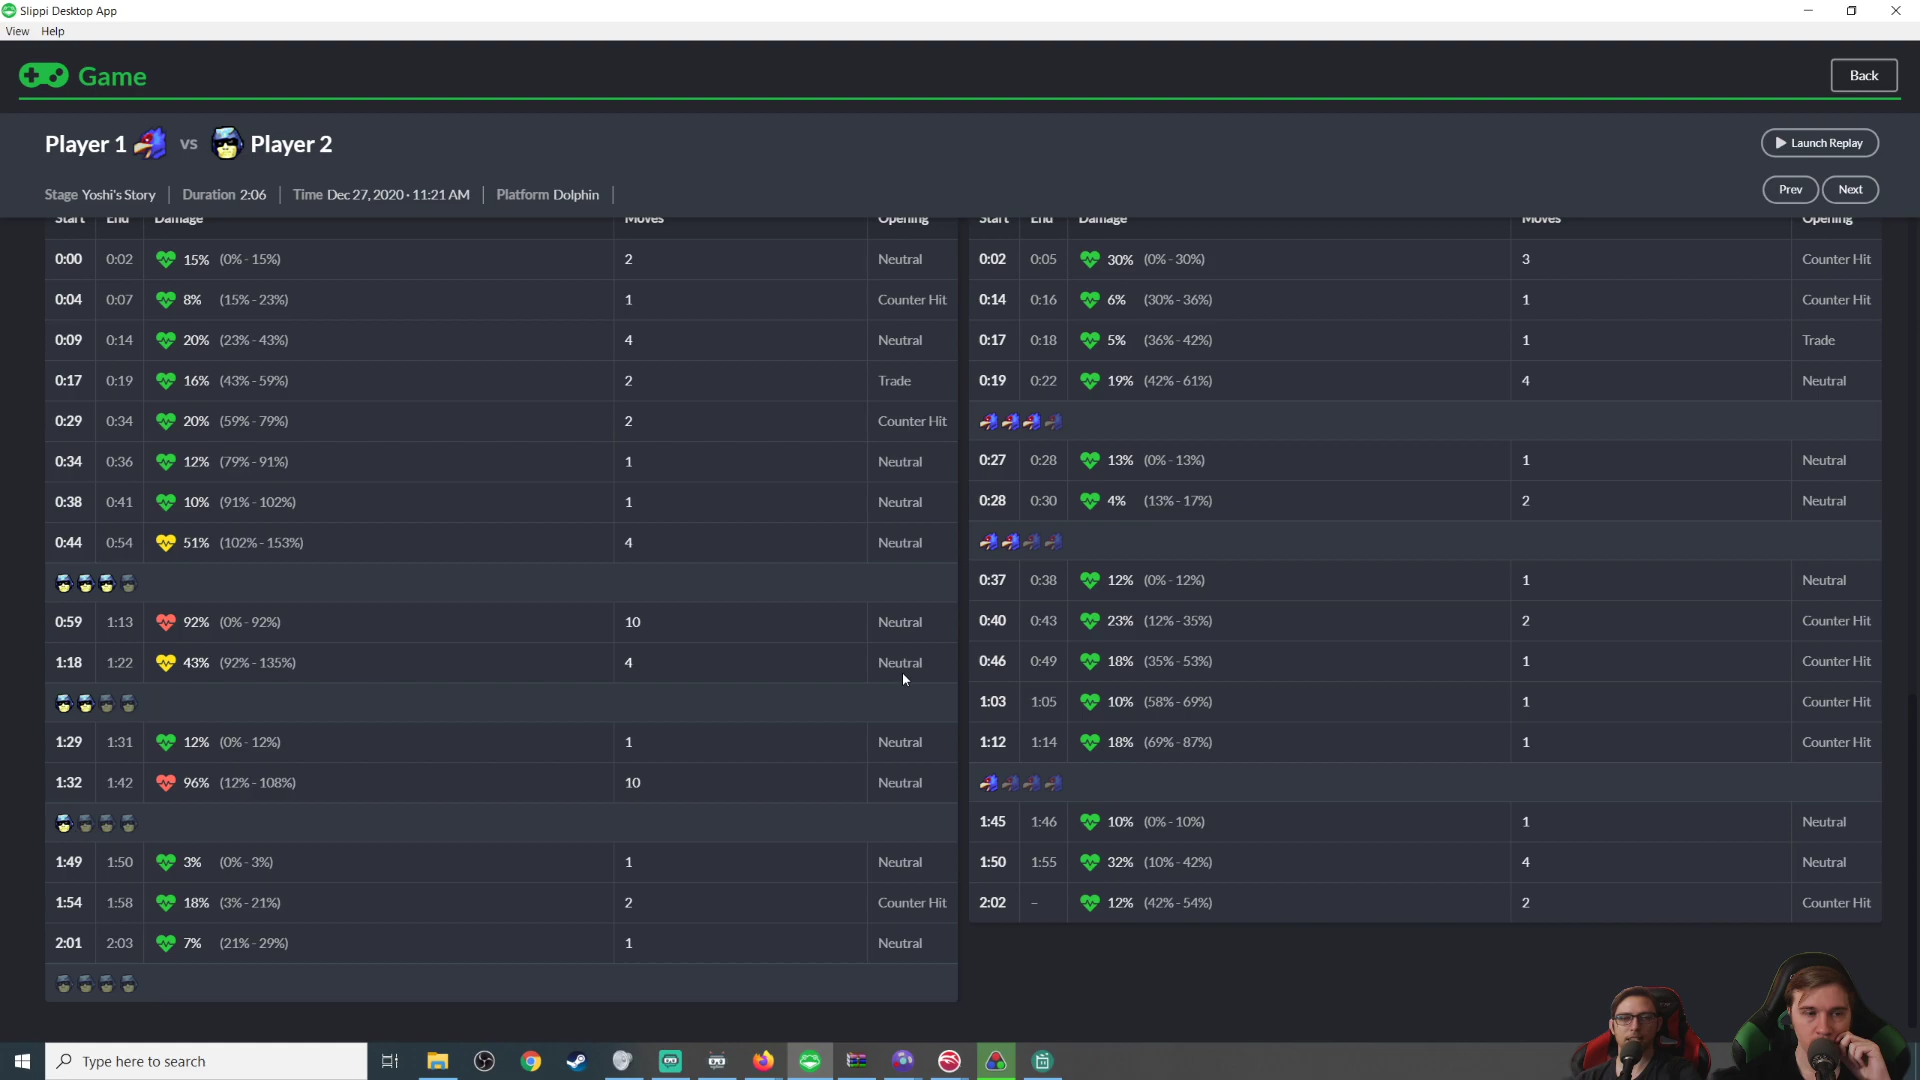 Slippi Desktop App
View Help
Game
Back
Player 1 vs Player 2
Launch Replay
Stage Yoshi's Story Duration 2:06 Time Dec 27, 2020 · 11:21 AM Platform Dolphin
Prev Next
Start End Damage Moves Opening
0:00 0:02 15% (0% - 15%) 2 Neutral
0:04 0:07 8% (15% - 23%) 1 Counter Hit
0:09 0:14 20% (23% - 43%) 4 Neutral
0:17 0:19 16% (43% - 59%) 2 Trade
0:29 0:34 20% (59% - 79%) 2 Counter Hit
0:34 0:36 12% (79% - 91%) 1 Neutral
0:38 0:41 10% (91% - 102%) 1 Neutral
0:44 0:54 51% (102% - 153%) 4 Neutral
0:59 1:13 92% (0% - 92%) 10 Neutral
1:18 1:22 43% (92% - 135%) 4 Neutral
1:29 1:31 12% (0% - 12%) 1 Neutral
1:32 1:42 96% (12% - 108%) 10 Neutral
1:49 1:50 3% (0% - 3%) 1 Neutral
1:54 1:58 18% (3% - 21%) 2 Counter Hit
2:01 2:03 7% (21% - 29%) 1 Neutral
Start End Damage Moves Opening
0:02 0:05 30% (0% - 30%) 3 Counter Hit
0:14 0:16 6% (30% - 36%) 1 Counter Hit
0:17 0:18 5% (36% - 42%) 1 Trade
0:19 0:22 19% (42% - 61%) 4 Neutral
0:27 0:28 13% (0% - 13%) 1 Neutral
0:28 0:30 4% (13% - 17%) 2 Neutral
0:37 0:38 12% (0% - 12%) 1 Neutral
0:40 0:43 23% (12% - 35%) 2 Counter Hit
0:46 0:49 18% (35% - 53%) 1 Counter Hit
1:03 1:05 10% (58% - 69%) 1 Counter Hit
1:12 1:14 18% (69% - 87%) 1 Counter Hit
1:45 1:46 10% (0% - 10%) 1 Neutral
1:50 1:55 32% (10% - 42%) 4 Neutral
2:02 – 12% (42% - 54%) 2 Counter Hit
Type here to search